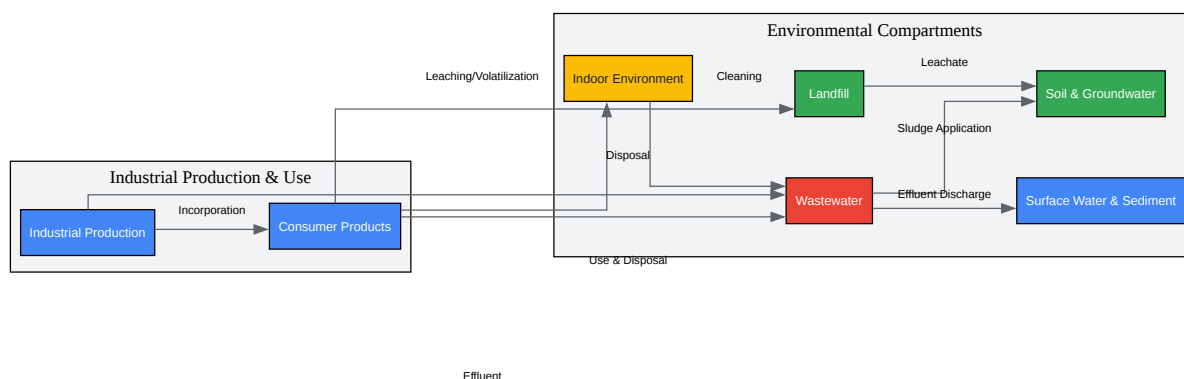 Environmental Compartments
Indoor Environment
Leaching/Volatilization
Cleaning
Leachate
Landfill
Soil & Groundwater
Sludge Application
Disposal
Industrial Production & Use
Incorporation
Industrial Production
Consumer Products
Wastewater
Effluent Discharge
Surface Water & Sediment
Use & Disposal
Effluent